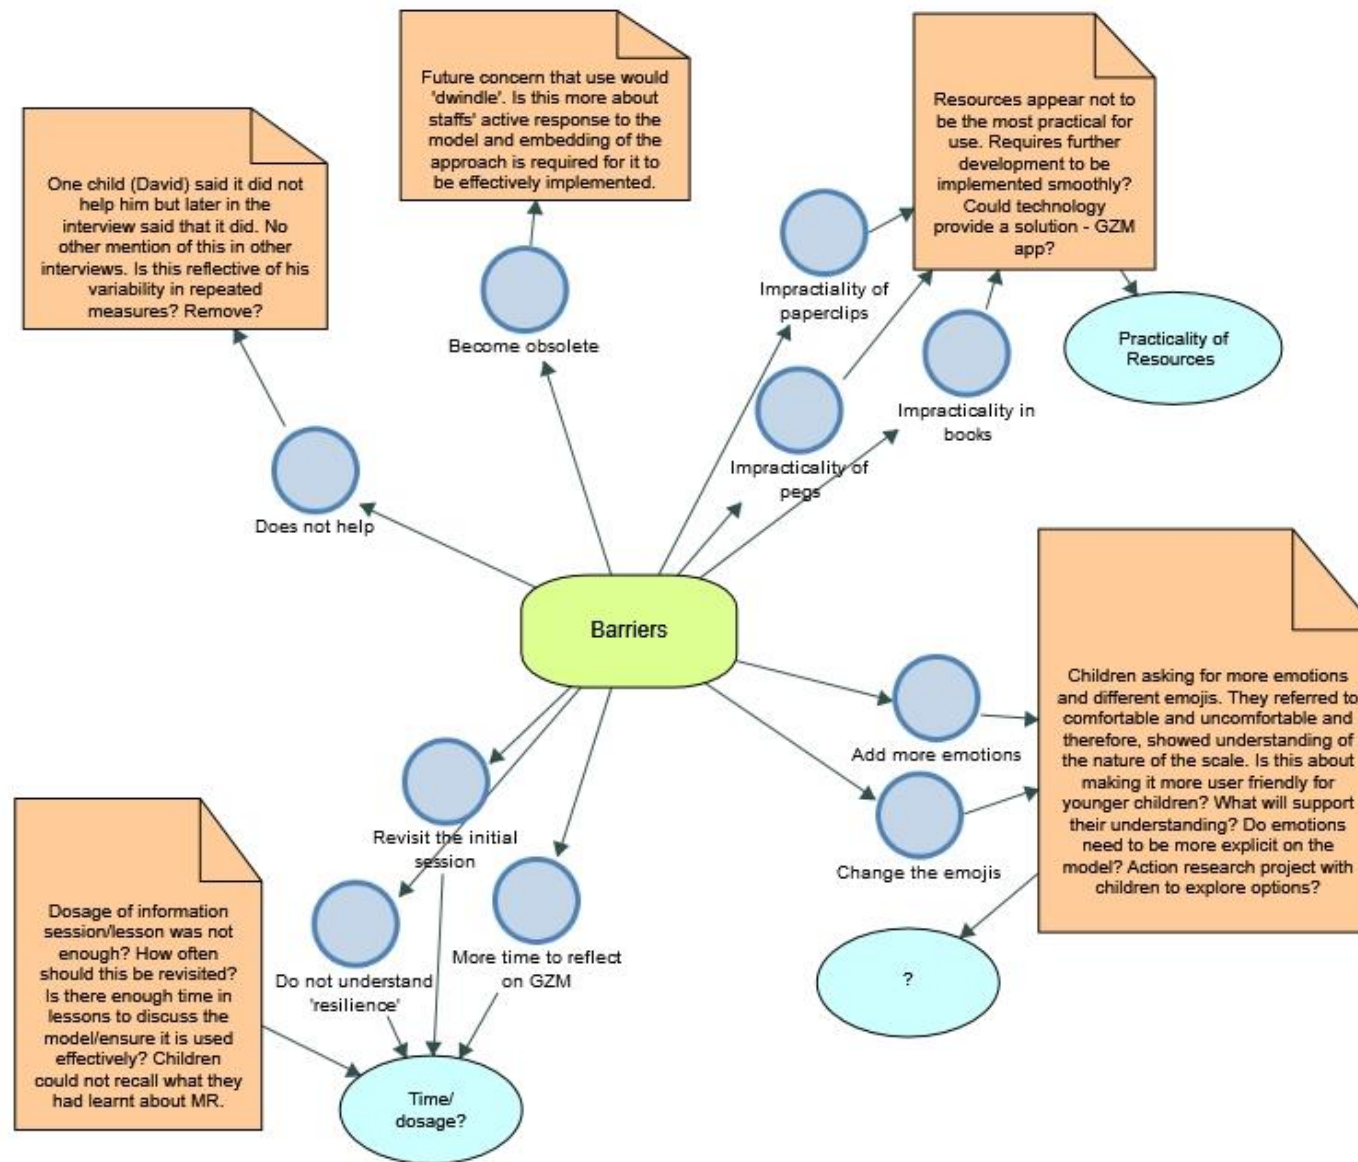 Future concern that use would
'dwindle'. Is this more about
staffs' active response to the
model and embedding of the
approach is required for it to
be effectively implemented.
Resources appear not to
be the most practical for
use. Requires further
development to be
implemented smoothly?
Could technology
provide a solution - GZM
app?
One child (David) said it did not
help him but later in the
interview said that it did. No
other mention of this in other
interviews. Is this reflective of his
variability in repeated
measures? Remove?
Impractiality of
paperclips
Become obsolete
Practicality of
Resources
Impracticality in
books
Impracticality of
pegs
Does not help
Barriers
Children asking for more emotions
and different emojis. They referred to
comfortable and uncomfortable and
therefore, showed understanding of
the nature of the scale. Is this about
making it more user friendly for
younger children? What will support
their understanding? Do emotions
need to be more explicit on the
model? Action research project with
children to explore options?
Add more emotions
Change the emojis
Revisit the initial
session
Dosage of information
session/lesson was not
enough? How often
should this be revisited?
Is there enough time in
lessons to discuss the
model/ensure it is used
effectively? Children
could not recall what they
had learnt about MR.
Do not understand
'resilience'
More time to reflect
on GZM
?
Time/
dosage?